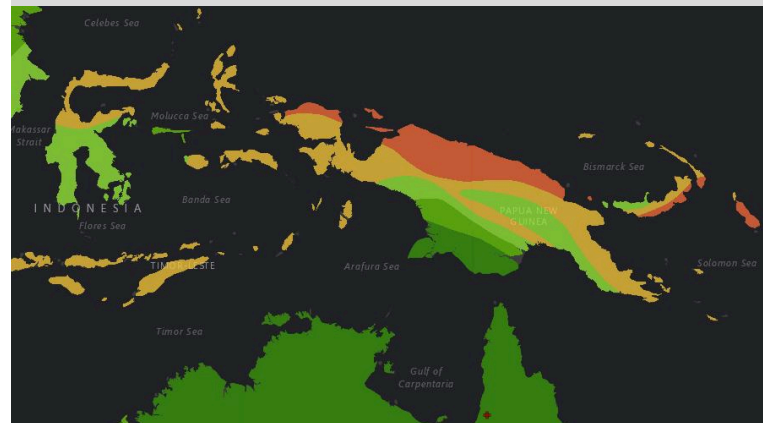 Celebes Sea
Molucca Sea
Makassar
Strait
Bismarck Sea
Banda Sea
INDONESIA
PAPUA NEW
GUINEA
Flores Sea
TIMOR-LESTE
Arafura Sea
Solomon Sea
Timor Sea
Gulf of
Carpentaria